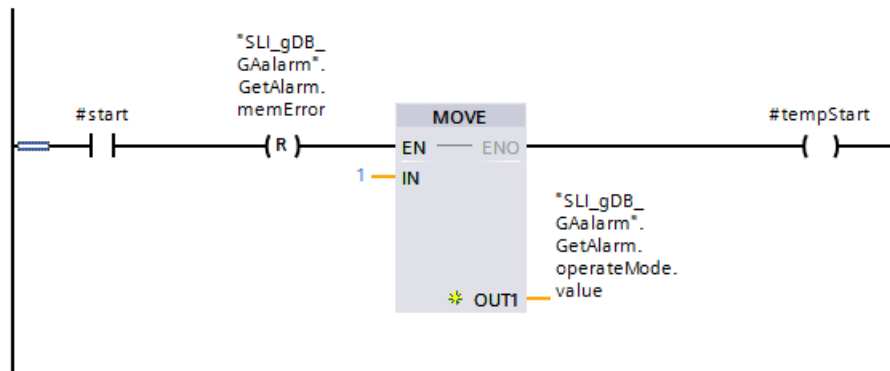 "SLI_gDB_
GAalarm".
GetAlarm.
memError
#start
( R )
MOVE
#tempStart
( )
EN
ENO
1
IN
"SLI_gDB_
GAalarm".
GetAlarm.
operateMode.
value
OUT1